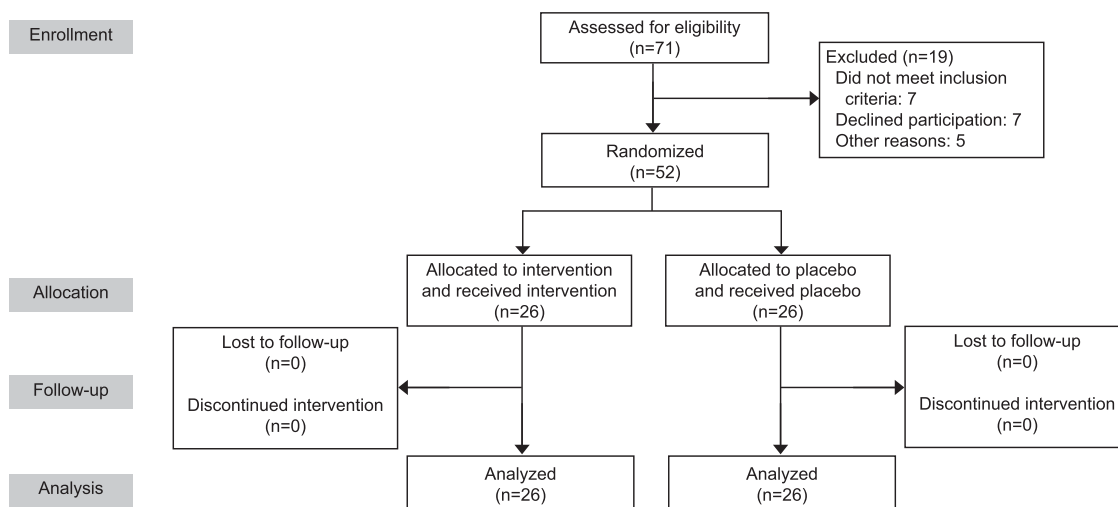 Enrollment
Assessed for eligibility
(n=71)
Excluded (n=19)
Did not meet inclusion
criteria: 7
Declined participation: 7
Other reasons: 5
Randomized
(n=52)
Allocation
Allocated to intervention
and received intervention
(n=26)
Allocated to placebo
and received placebo
(n=26)
Follow-up
Lost to follow-up
(n=0)
Discontinued intervention
(n=0)
Lost to follow-up
(n=0)
Discontinued intervention
(n=0)
Analysis
Analyzed
(n=26)
Analyzed
(n=26)